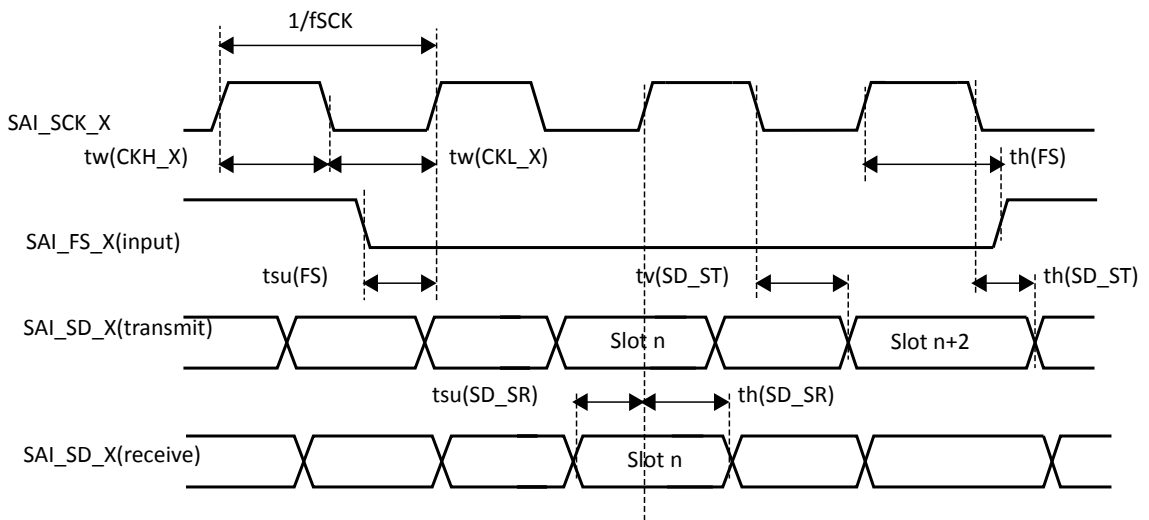 1/fSCK
SAI_SCK_X
tw(CKH_X)
tw(CKL_X)
th(FS)
SAI_FS_X(input)
tsu(FS)
tv(SD_ST)
th(SD_ST)
SAI_SD_X(transmit)
Slot n
Slot n+2
tsu(SD_SR)
th(SD_SR)
SAI_SD_X(receive)
Slot n